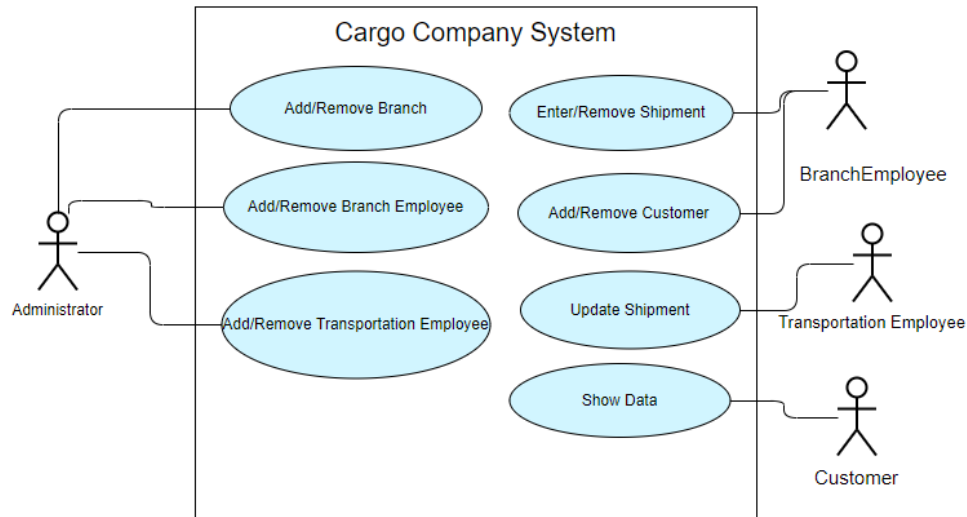 Cargo Company System
Add/Remove Branch
Enter/Remove Shipment
BranchEmployee
Add/Remove Branch Employee
Add/Remove Customer
Administrator
Add/Remove Transportation Employee
Update Shipment
Transportation Employee
Show Data
Customer